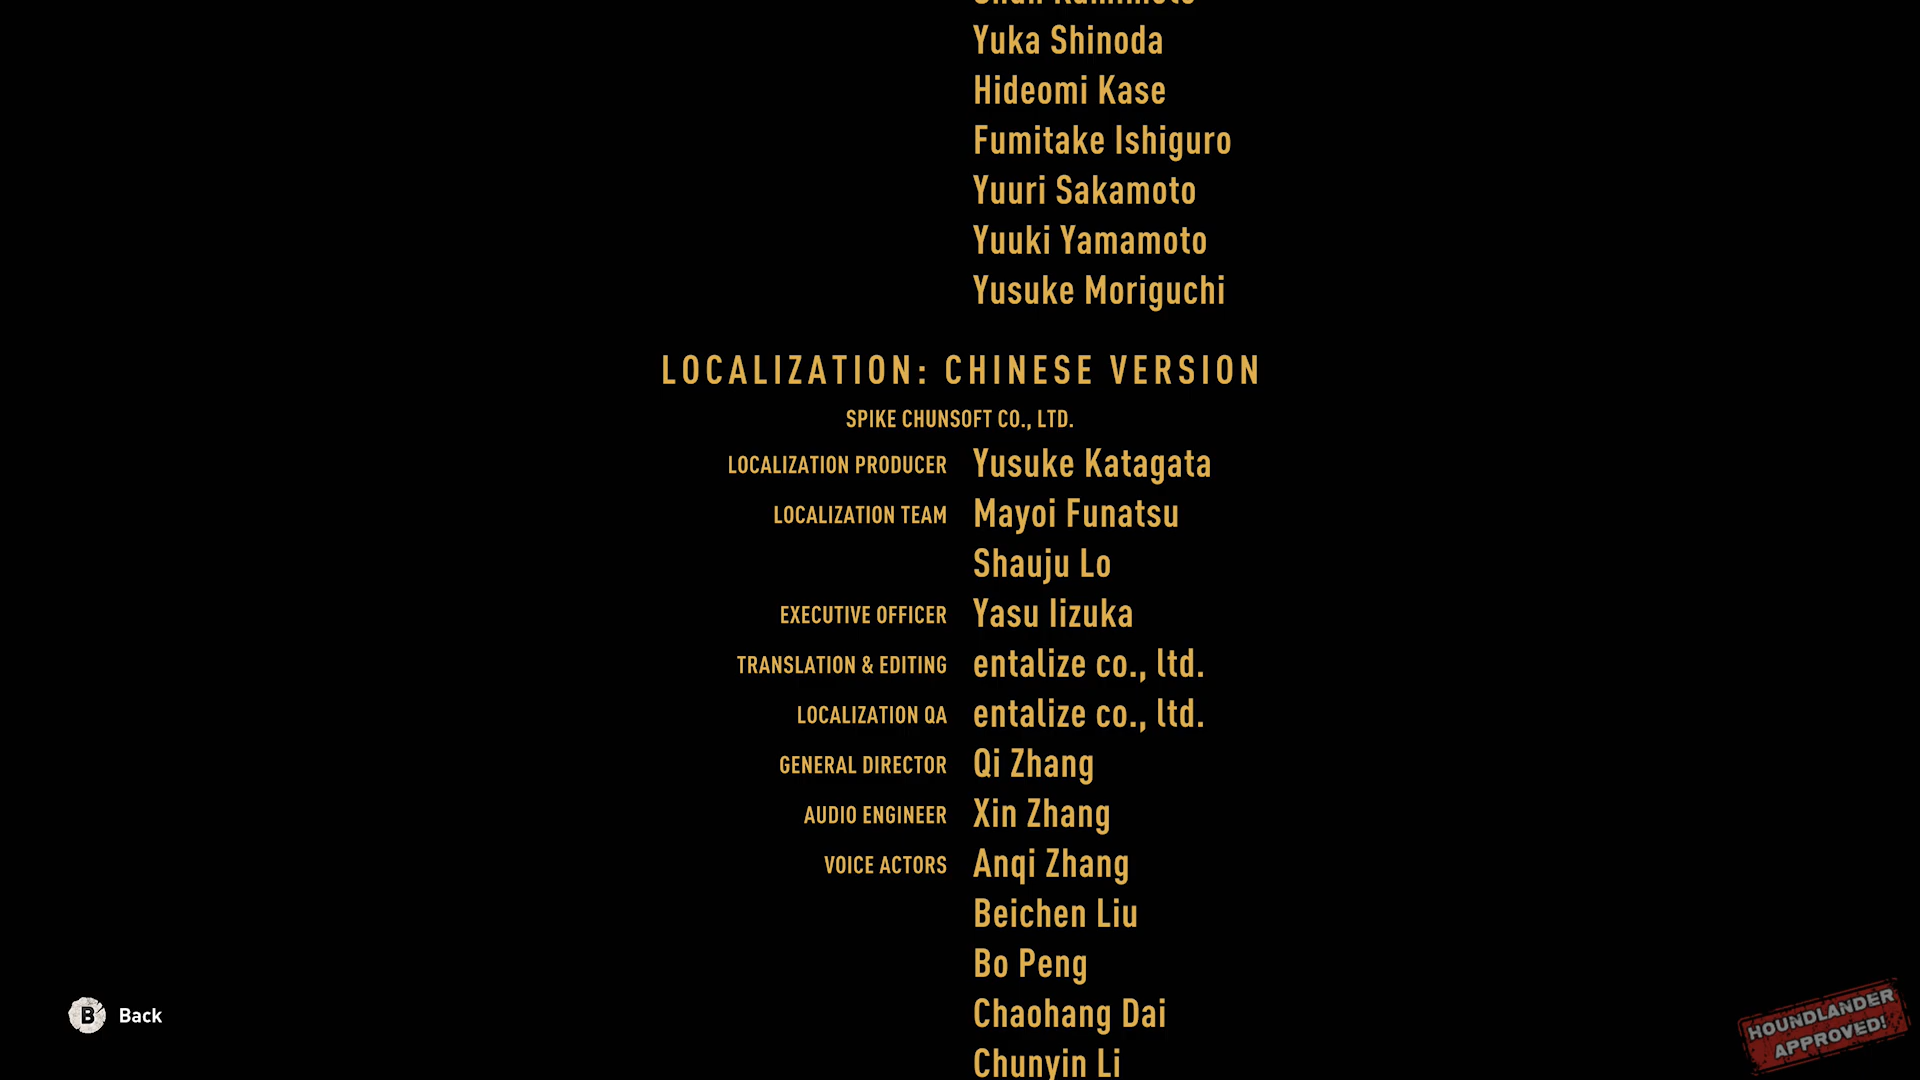 Yuka Shinoda
Hideomi Kase
Fumitake Ishiguro
Yuuri Sakamoto
Yuuki Yamamoto
Yusuke Moriguchi
LOCALIZATION: CHINESE VERSION
SPIKE CHUNSOFT CO., LTD.
LOCALIZATION PRODUCER Yusuke Katagata
LOCALIZATION TEAM Mayoi Funatsu
Shauju Lo
EXECUTIVE OFFICER Yasu Iizuka
TRANSLATION & EDITING entalize co., ltd.
LOCALIZATION QA entalize co., ltd.
GENERAL DIRECTOR Qi Zhang
AUDIO ENGINEER Xin Zhang
VOICE ACTORS Anqi Zhang
Beichen Liu
Bo Peng
Chaohang Dai
Chunyin Li
B Back
HOUNDLANDER
APPROVED!